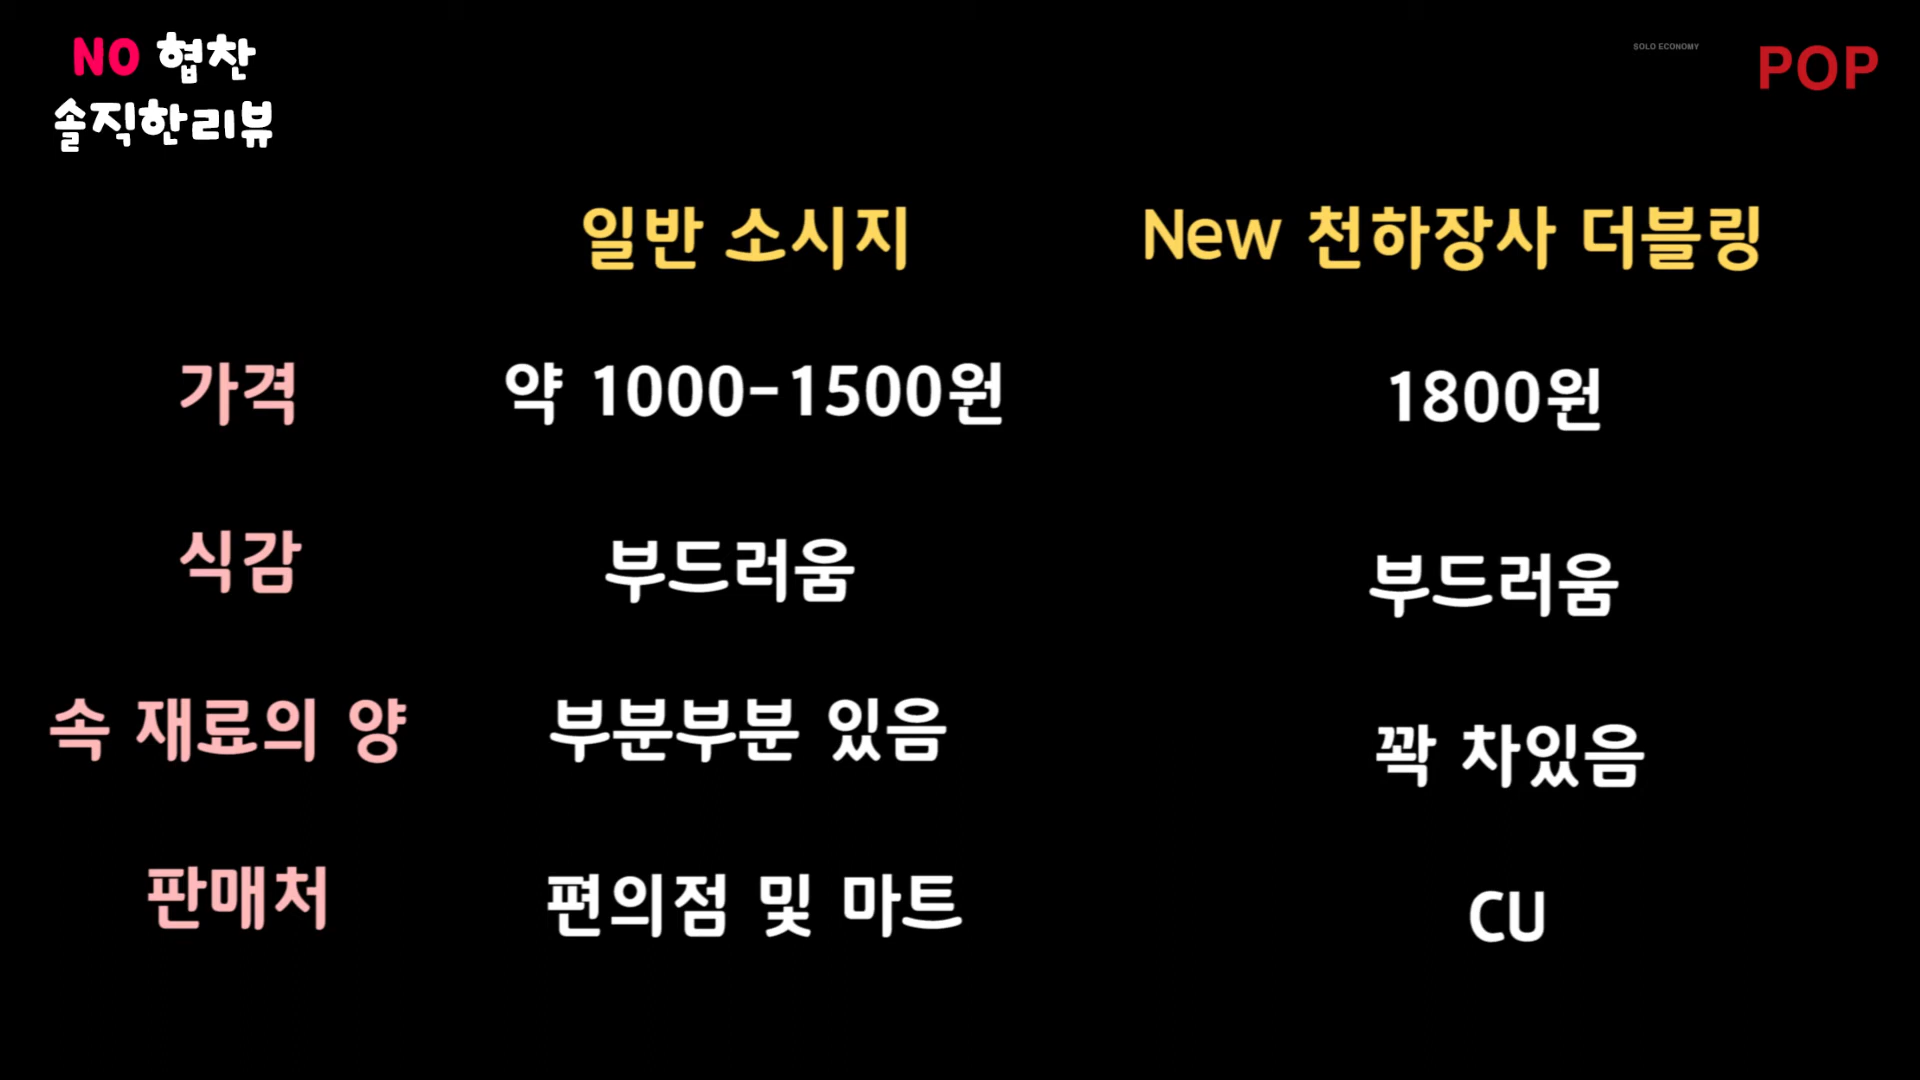 NO 협찬
솔직한리뷰
SOLO ECONOMY
POP
일반 소시지 New 천하장사 더블링
가격 약 1000-1500원 1800원
식감 부드러움 부드러움
속 재료의 양 부분부분 있음 꽉 차있음
판매처 편의점 및 마트 CU